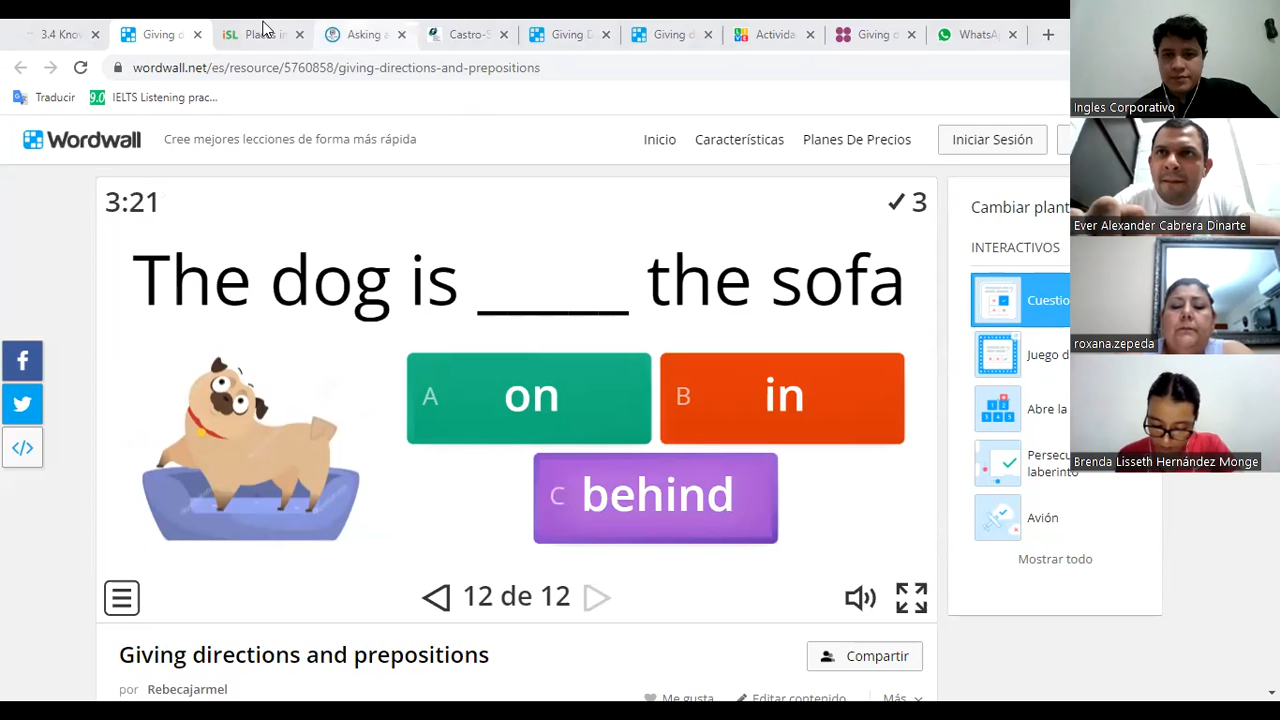 3.4 Kno
Giving d
iSL
Asking a
Castro
Giving D
Giving d
Activida
Giving d
WhatsA
wordwall.net/es/resource/5760858/giving-directions-and-prepositions
Traducir
9.0
IELTS Listening prac...
Wordwall
Cree mejores lecciones de forma más rápida
Inicio
Características
Planes De Precios
Iniciar Sesión
3:21
3
The dog is _____ the sofa
A on
B in
C behind
12 de 12
Giving directions and prepositions
por Rebecajarmel
Compartir
Me gusta
Editar contenido
Más
Cambiar plant
INTERACTIVOS
Cuestio
Juego d
Abre la
Persecu
laberinto
Avión
Mostrar todo
Ingles Corporativo
Ever Alexander Cabrera Dinarte
roxana.zepeda
Brenda Lisseth Hernández Monge